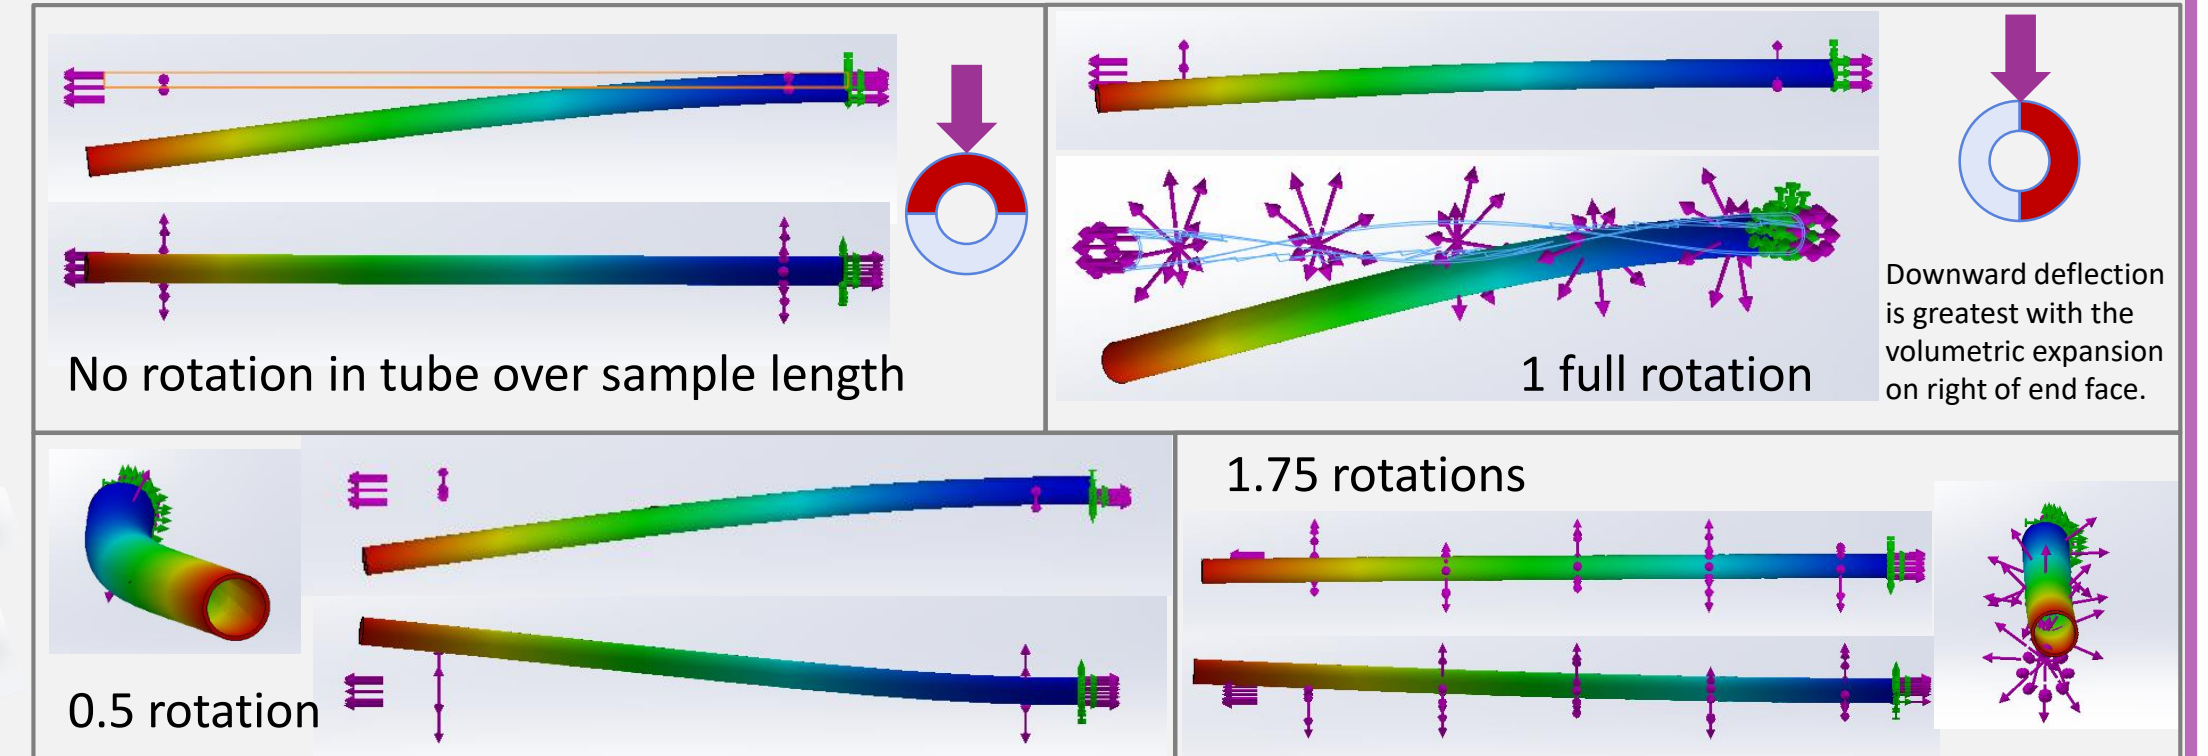 No rotation in tube over sample length
1 full rotation
Downward deflection
is greatest with the
volumetric expansion
on right of end face.
0.5 rotation
1.75 rotations